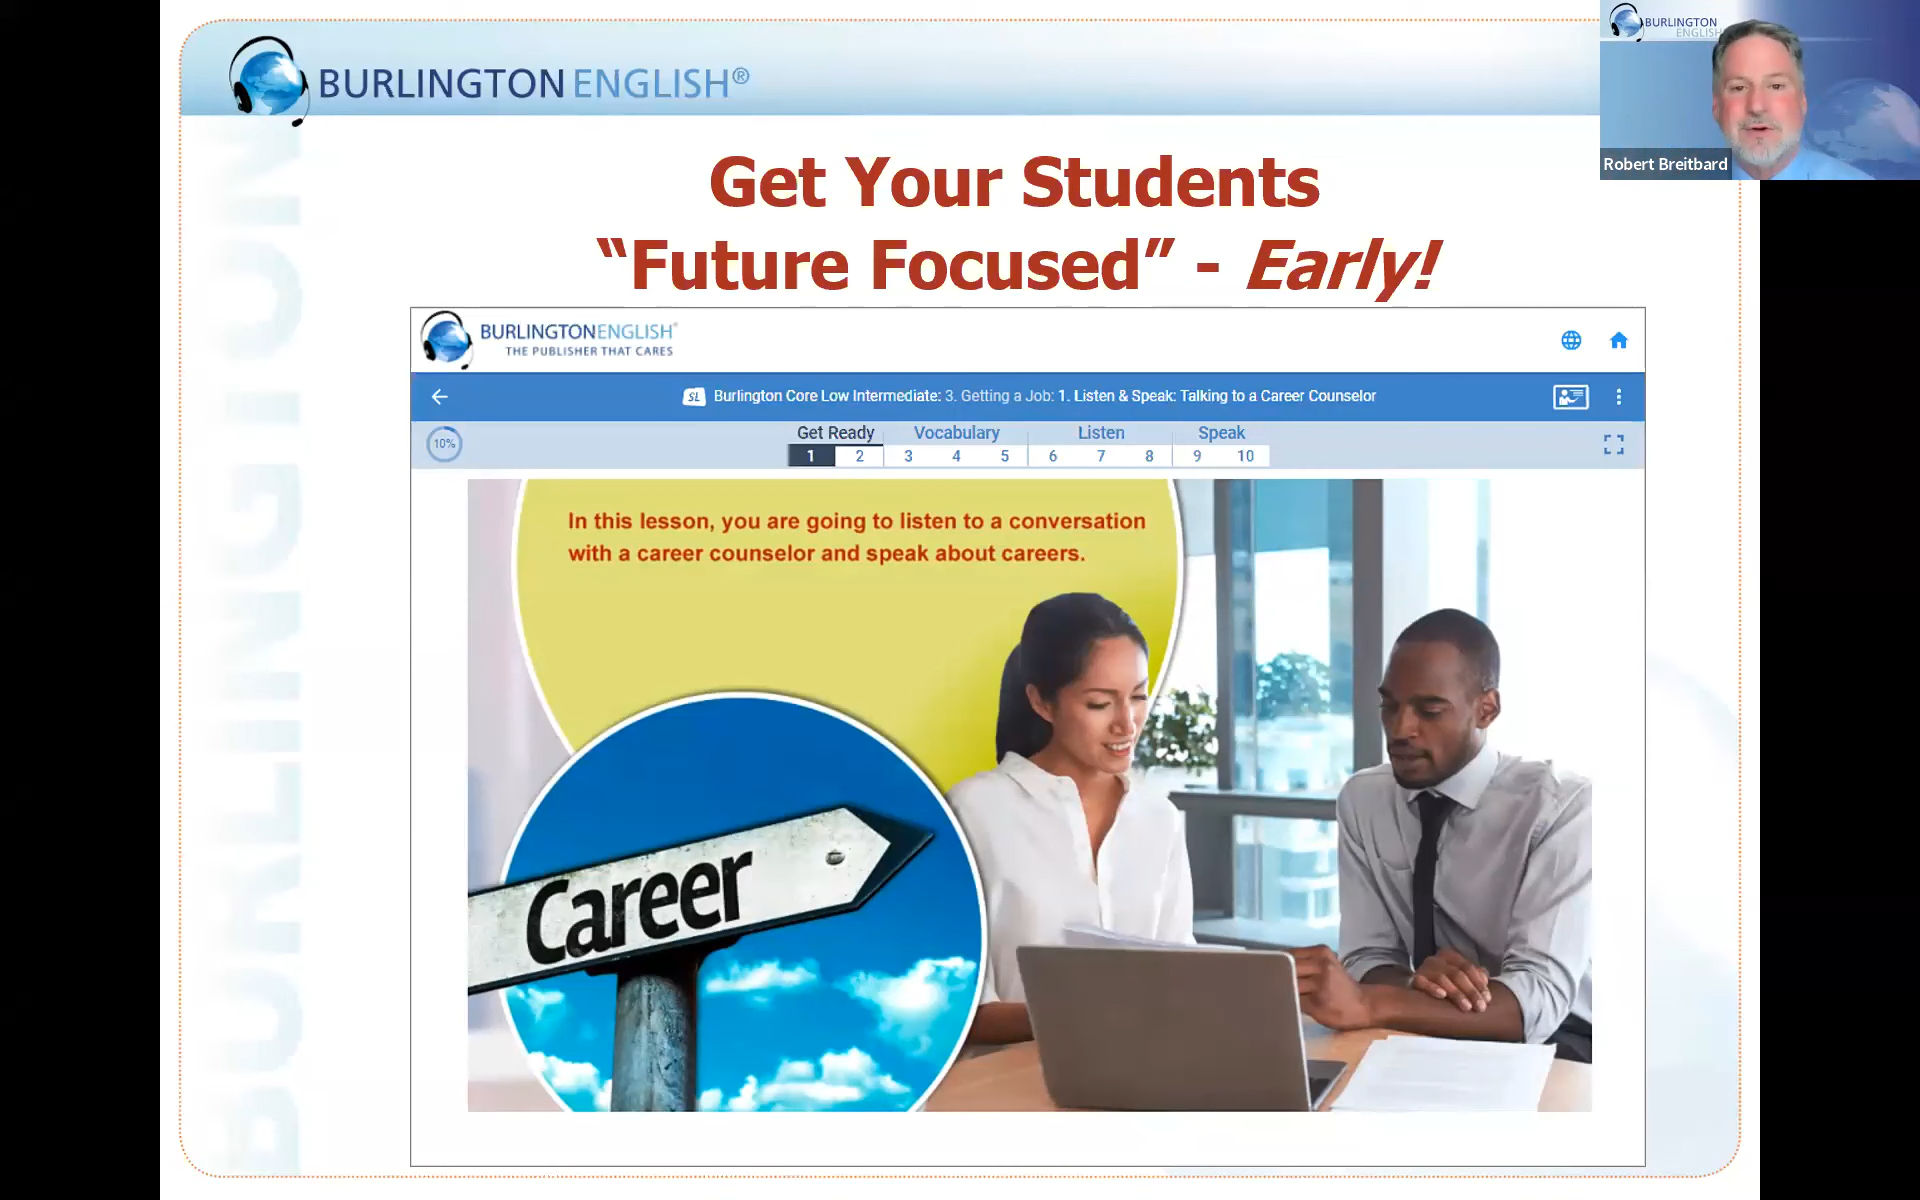 BURLINGTON ENGLISH®
BURLINGTON
ENGLISH
Robert Breitbard
Get Your Students
“Future Focused” - Early!
BURLINGTON
BURLINGTONENGLISH®
THE PUBLISHER THAT CARES
SL Burlington Core Low Intermediate: 3. Getting a Job: 1. Listen & Speak: Talking to a Career Counselor
10%
Get Ready Vocabulary Listen Speak
1 2 3 4 5 6 7 8 9 10
In this lesson, you are going to listen to a conversation
with a career counselor and speak about careers.
Career